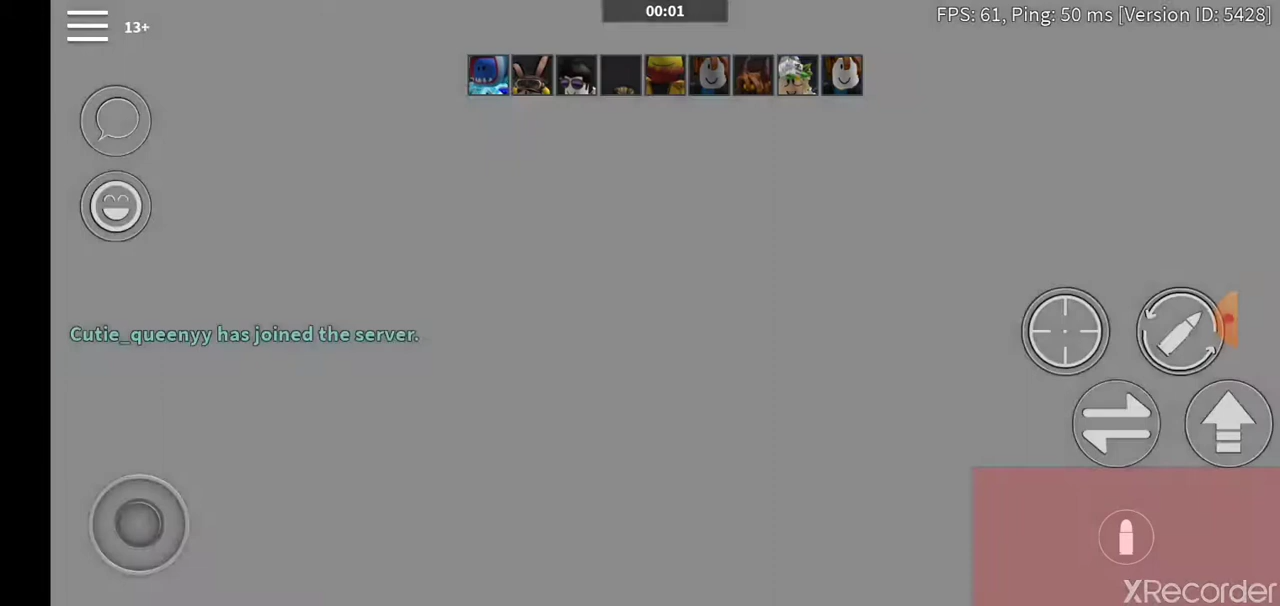 00:01
FPS: 61, Ping: 50 ms [Version ID: 5428]
13+
Cutie_queenyy has joined the server.
XRecorder